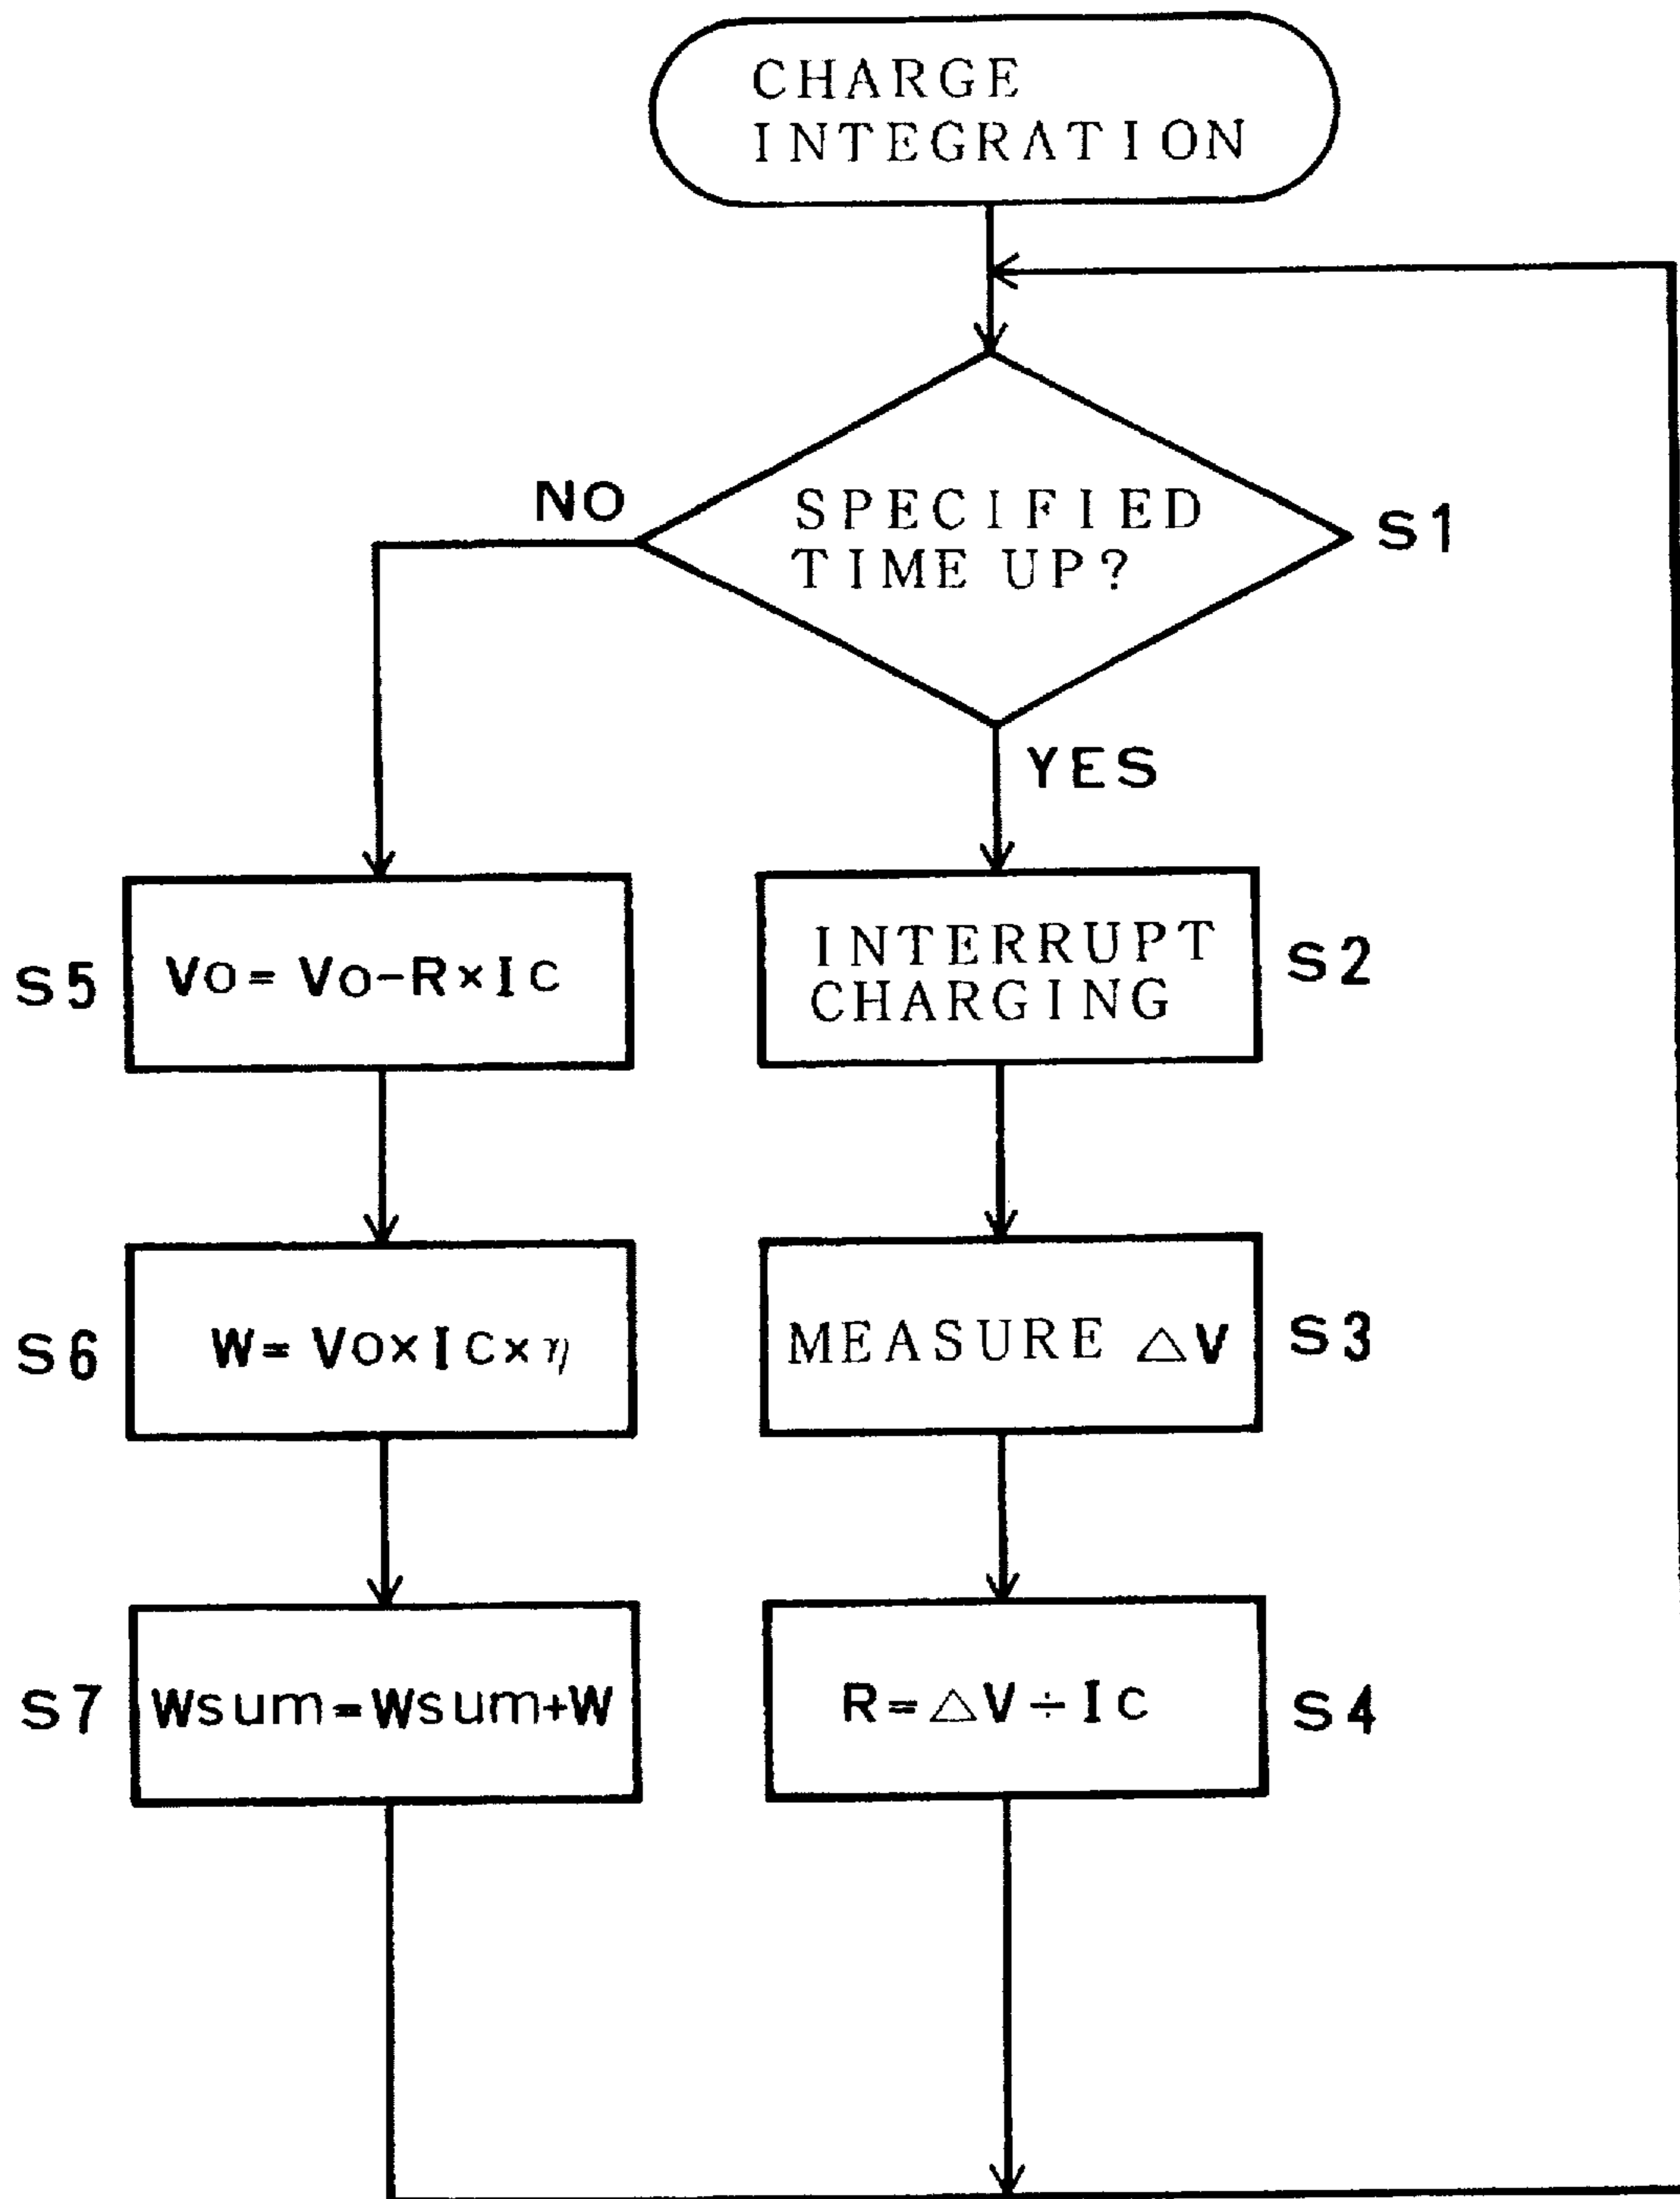 CHARGE
INTEGRATION
SPECIFIED
TIME UP?
S1
NO
YES
S5
Vo= Vo-R×Ic
INTERRUPT
CHARGING
S2
S6
W= Vo×Ic×η
MEASURE △V
S3
S7
Wsum=Wsum+W
R=△V÷Ic
S4